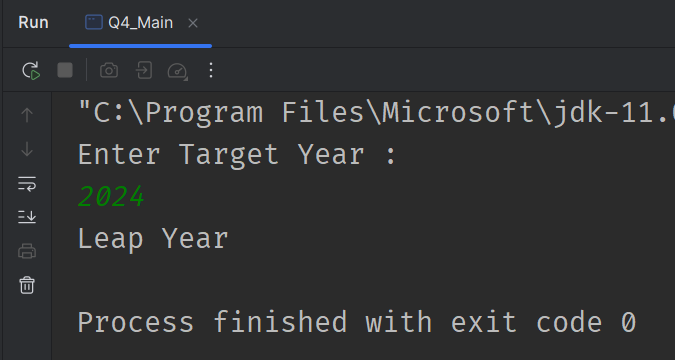 Run Q4_Main
"C:\Program Files\Microsoft\jdk-11.
Enter Target Year :
2024
Leap Year
Process finished with exit code 0